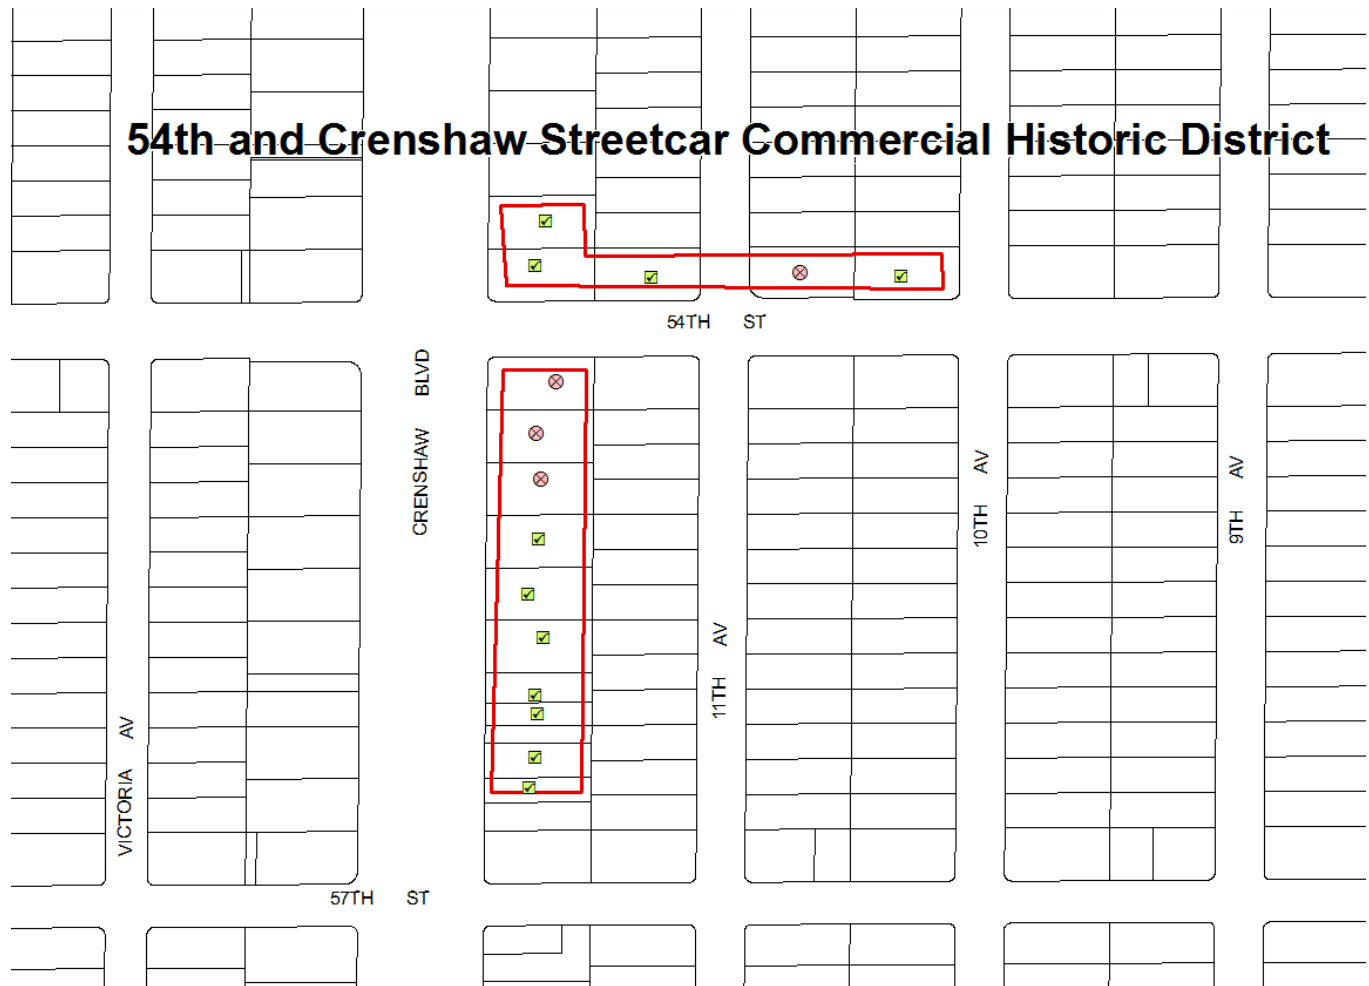 54th and Crenshaw Streetcar Commercial Historic District
54TH ST
CRENSHAW BLVD
10TH AV
9TH AV
11TH AV
VICTORIA AV
57TH ST